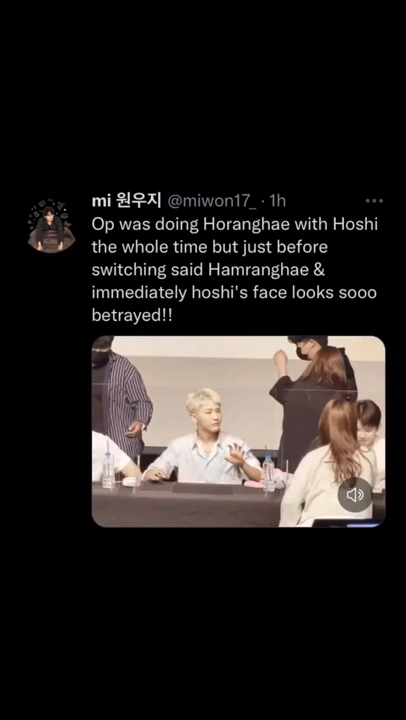 mi 원우지 @miwon17_ · 1h
Op was doing Horanghae with Hoshi
the whole time but just before
switching said Hamranghae &
immediately hoshi's face looks sooo
betrayed!!